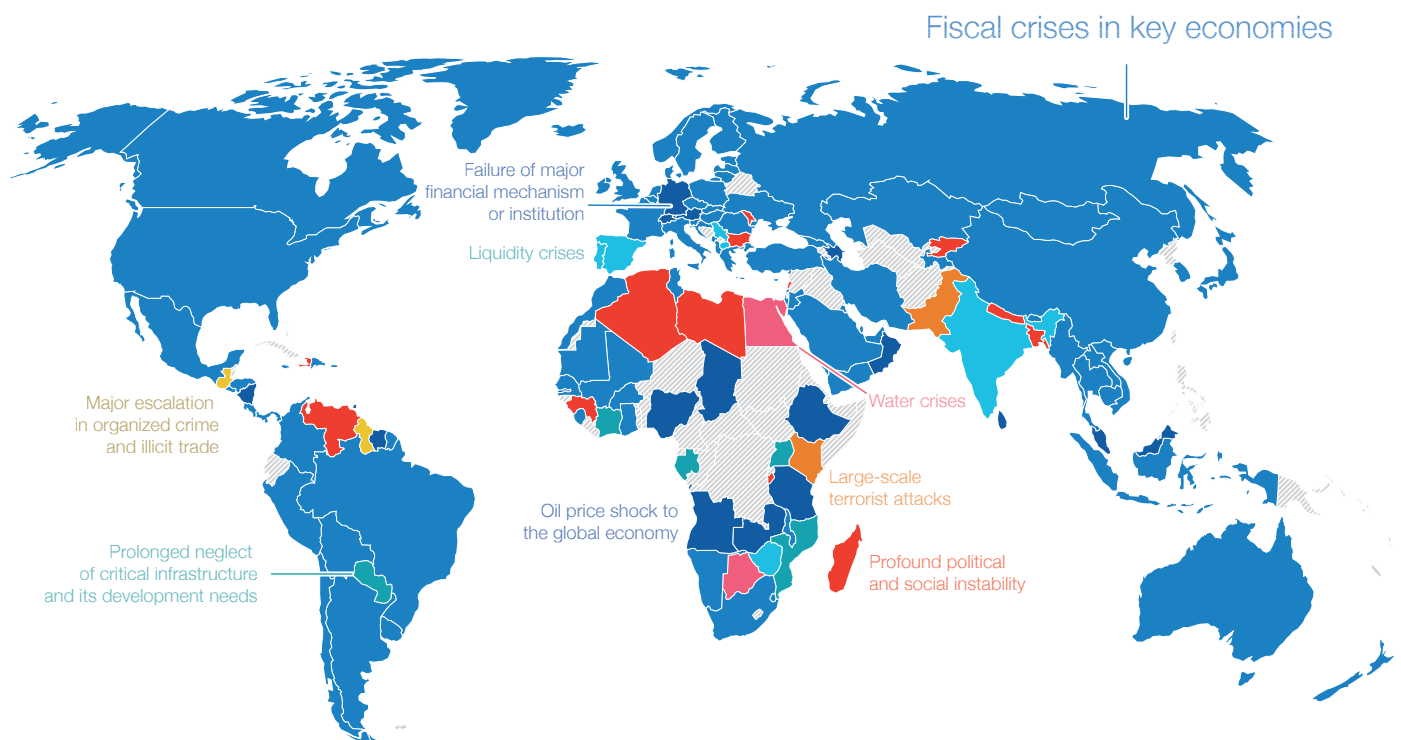 Fiscal crises in key economies
Failure of major
financial mechanism
or institution
Liquidity crises
Major escalation
in organized crime
and illicit trade
Water crises
Large-scale
terrorist attacks
Oil price shock to
the global economy
Prolonged neglect
of critical infrastructure
and its development needs
Profound political
and social instability